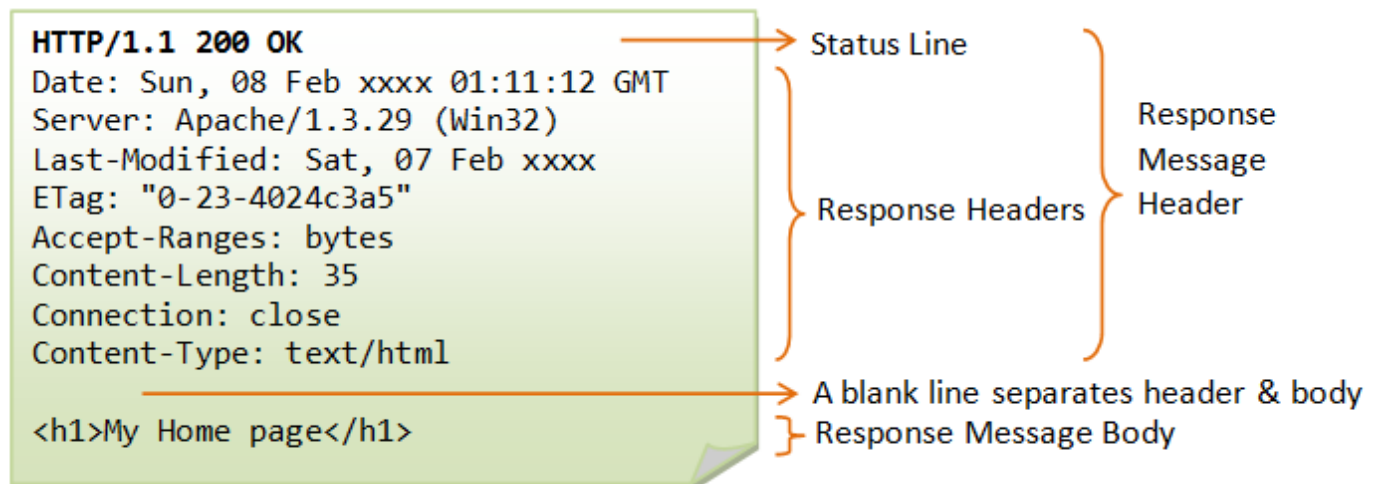 HTTP/1.1 200 OK
Date: Sun, 08 Feb xxxx 01:11:12 GMT
Server: Apache/1.3.29 (Win32)
Last-Modified: Sat, 07 Feb xxxx
ETag: "0-23-4024c3a5"
Accept-Ranges: bytes
Content-Length: 35
Connection: close
Content-Type: text/html
<h1>My Home page</h1>
Status Line
Response Headers
Response
Message
Header
A blank line separates header & body
Response Message Body